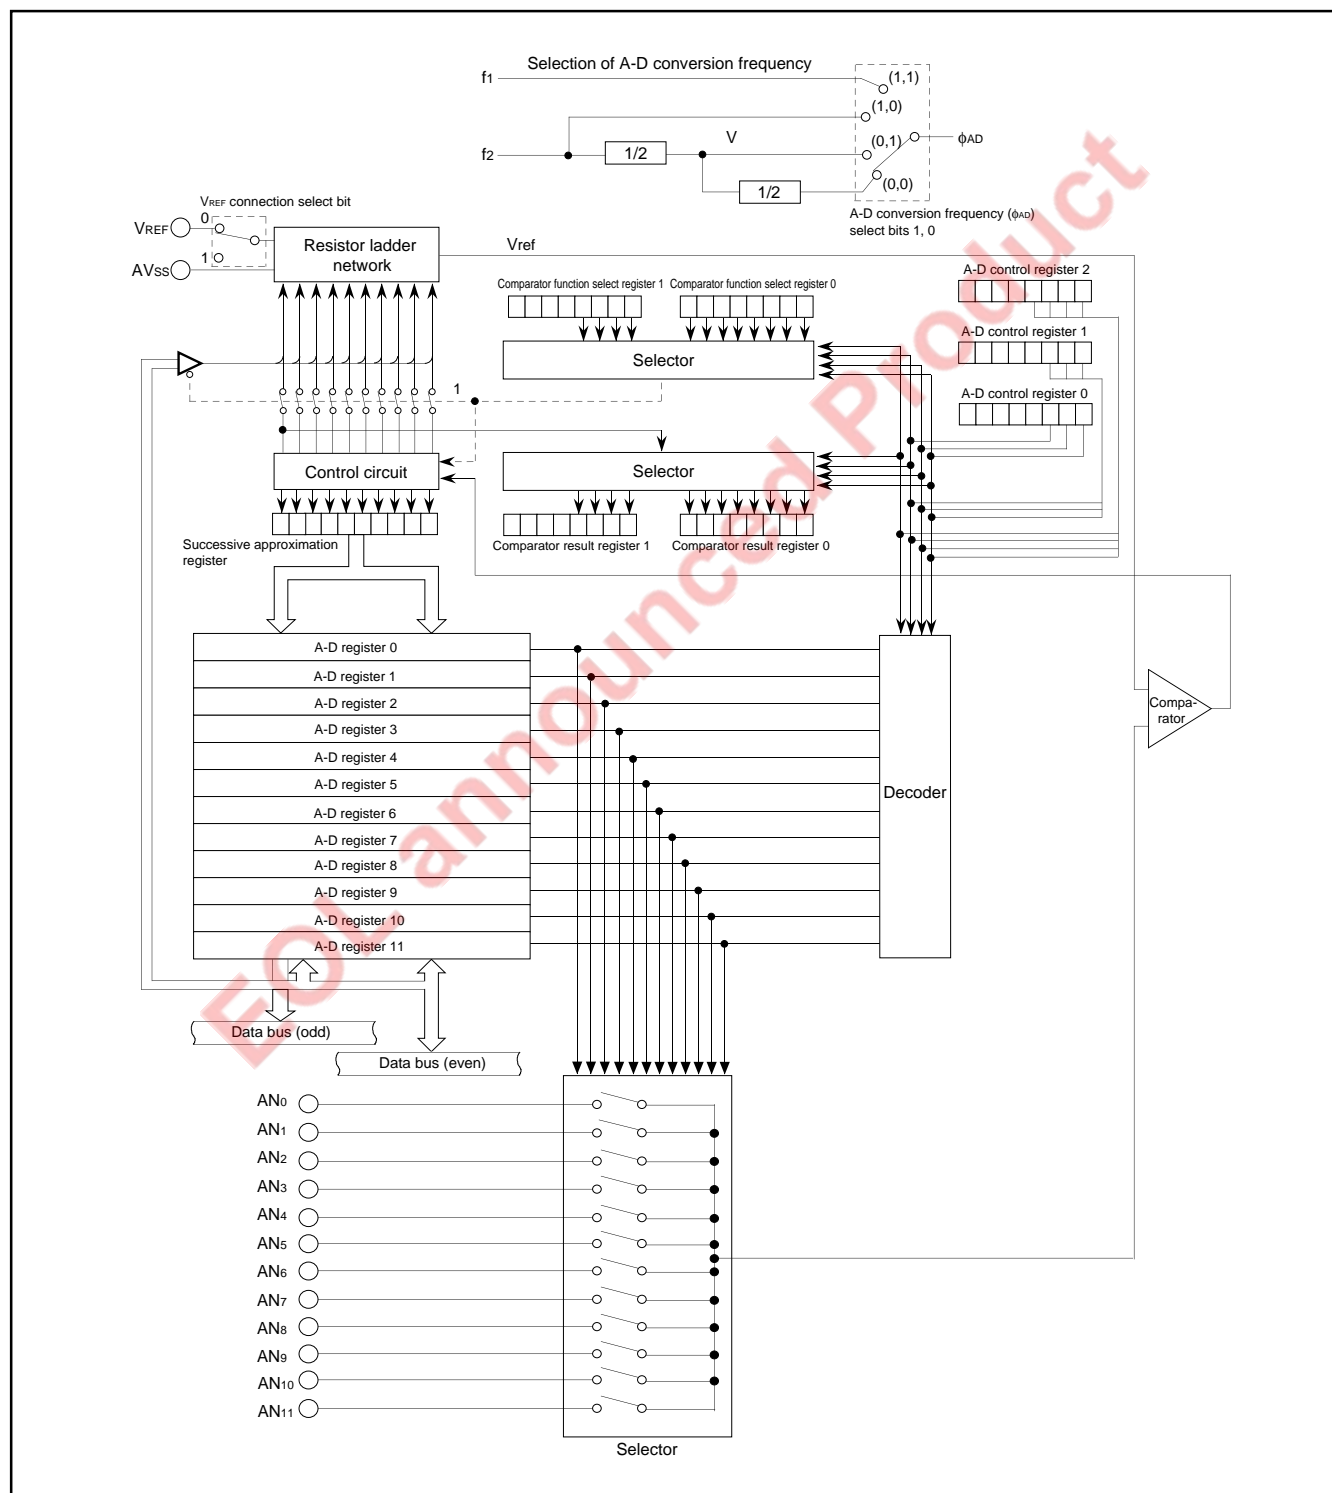 Selection of A-D conversion frequency
f1
(1,1)
(1,0)
V
(0,1)
ϕAD
f2
1/2
1/2
(0,0)
A-D conversion frequency (ϕAD)
select bits 1, 0
VREF connection select bit
0
VREF
1
AVSS
Resistor ladder
network
Vref
Comparator function select register 1
Comparator function select register 0
A-D control register 2
A-D control register 1
A-D control register 0
Selector
1
Control circuit
Selector
Successive approximation
register
Comparator result register 1
Comparator result register 0
A-D register 0
A-D register 1
A-D register 2
A-D register 3
A-D register 4
A-D register 5
A-D register 6
A-D register 7
A-D register 8
A-D register 9
A-D register 10
A-D register 11
Decoder
Compa-
rator
Data bus (odd)
Data bus (even)
AN0
AN1
AN2
AN3
AN4
AN5
AN6
AN7
AN8
AN9
AN10
AN11
Selector
EOL announced Product